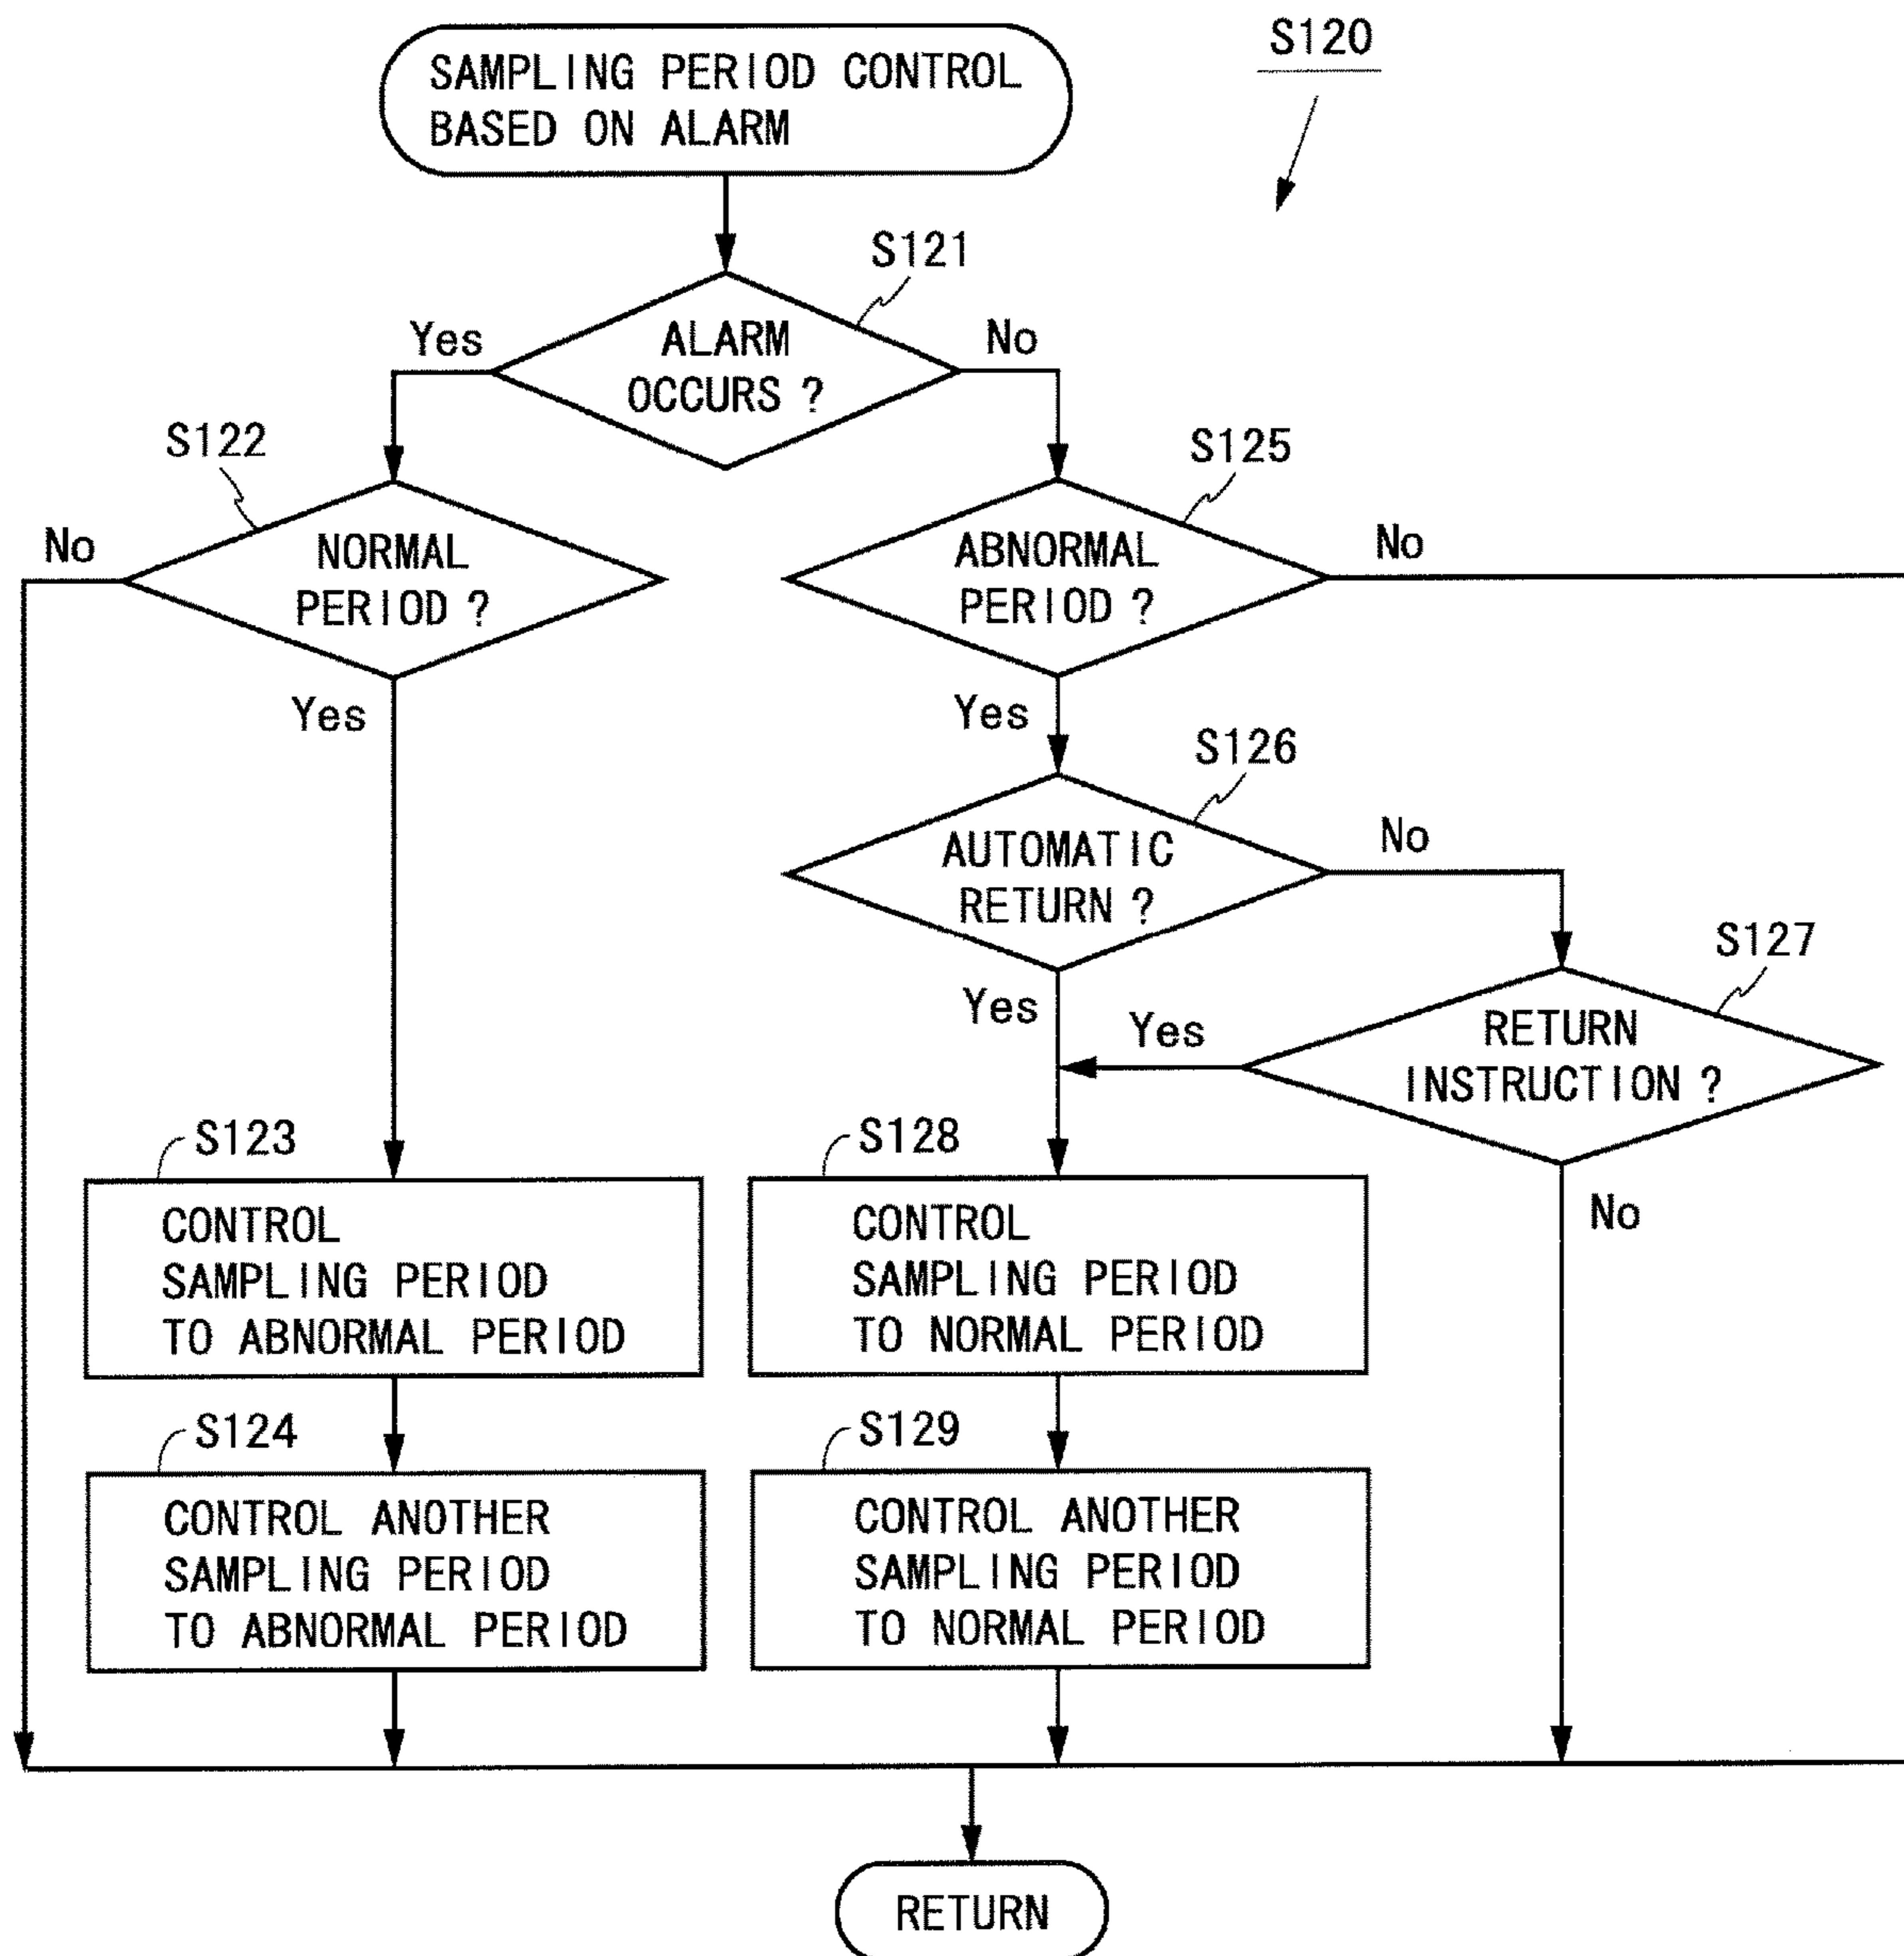 S120
SAMPLING PERIOD CONTROL
BASED ON ALARM
S121
Yes
ALARM
OCCURS ?
No
S122
S125
No
NORMAL
PERIOD ?
ABNORMAL
PERIOD ?
No
Yes
Yes
S126
AUTOMATIC
RETURN ?
No
S127
Yes
Yes
RETURN
INSTRUCTION ?
S123
S128
No
CONTROL
SAMPLING PERIOD
TO ABNORMAL PERIOD
CONTROL
SAMPLING PERIOD
TO NORMAL PERIOD
S124
S129
CONTROL ANOTHER
SAMPLING PERIOD
TO ABNORMAL PERIOD
CONTROL ANOTHER
SAMPLING PERIOD
TO NORMAL PERIOD
RETURN